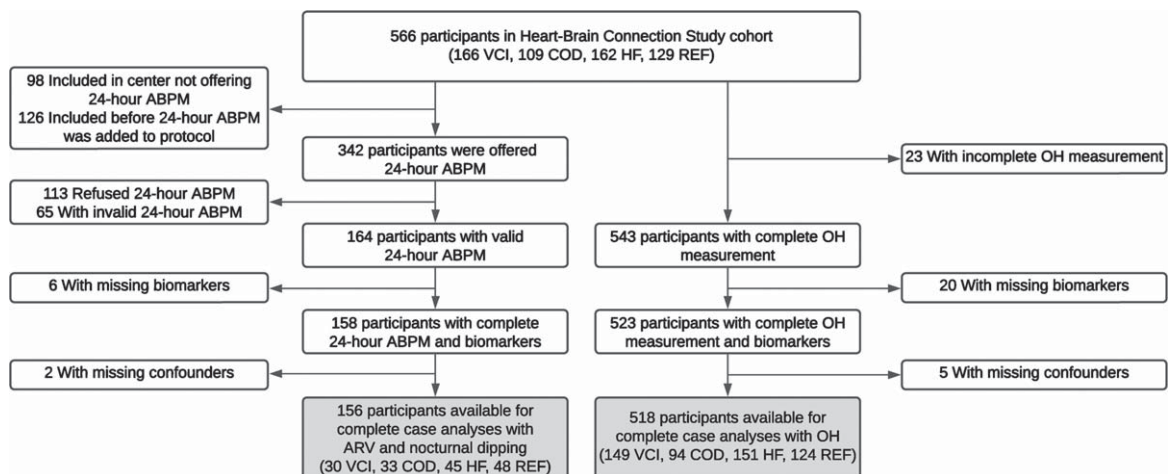 566 participants in Heart-Brain Connection Study cohort
(166 VCI, 109 COD, 162 HF, 129 REF)
98 Included in center not offering
24-hour ABPM
126 Included before 24-hour ABPM
was added to protocol
342 participants were offered
24-hour ABPM
23 With incomplete OH measurement
113 Refused 24-hour ABPM
65 With invalid 24-hour ABPM
164 participants with valid
24-hour ABPM
543 participants with complete OH
measurement
6 With missing biomarkers
20 With missing biomarkers
158 participants with complete
24-hour ABPM and biomarkers
523 participants with complete OH
measurement and biomarkers
2 With missing confounders
5 With missing confounders
156 participants available for
complete case analyses with
ARV and nocturnal dipping
(30 VCI, 33 COD, 45 HF, 48 REF)
518 participants available for
complete case analyses with OH
(149 VCI, 94 COD, 151 HF, 124 REF)